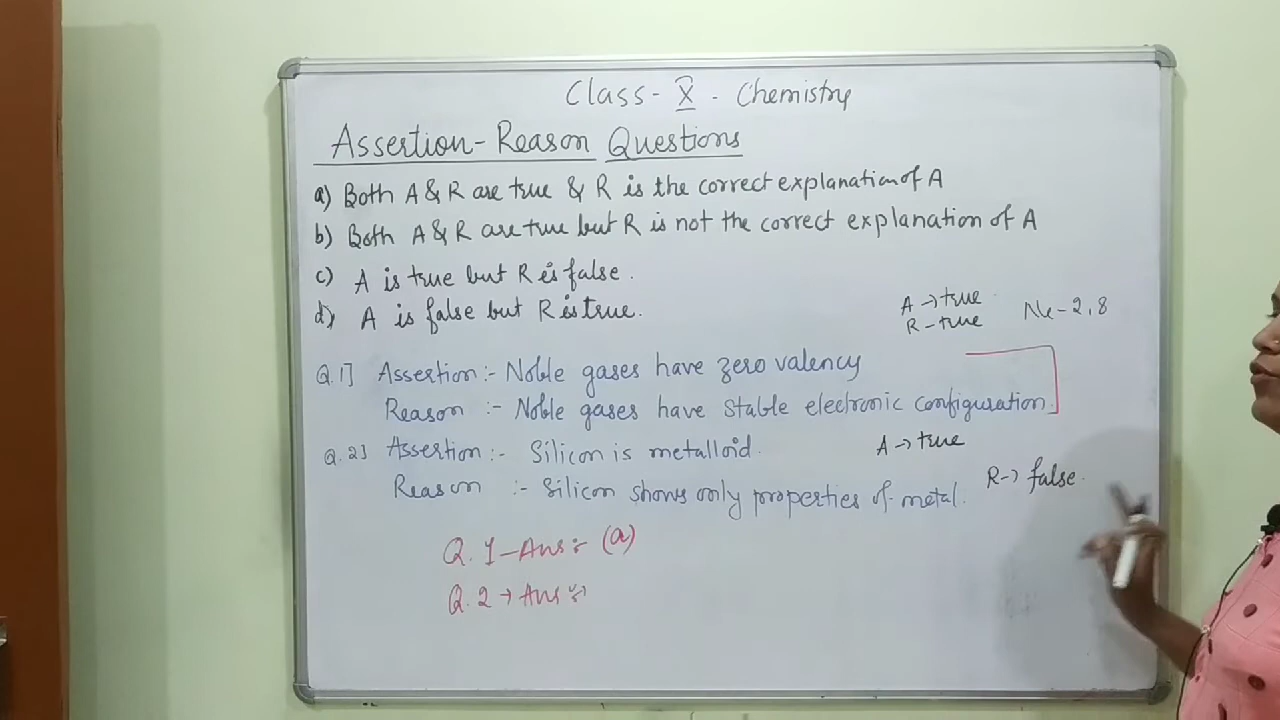 Class - X - Chemistry
Assertion - Reason Questions
a) Both A & R are true & R is the correct explanation of A
b) Both A & R are true but R is not the correct explanation of A
c) A is true but R is false.
d) A is false but R is true.
A → true
R - true
Ne - 2,8
Q.1] Assertion :- Noble gases have zero valency
Reason :- Noble gases have stable electronic configuration.
Q.2] Assertion :- Silicon is metalloid.
A → true
Reason :- Silicon shows only properties of metal.
R → false.
Q.1 - Ans :- (a)
Q.2 → Ans :-